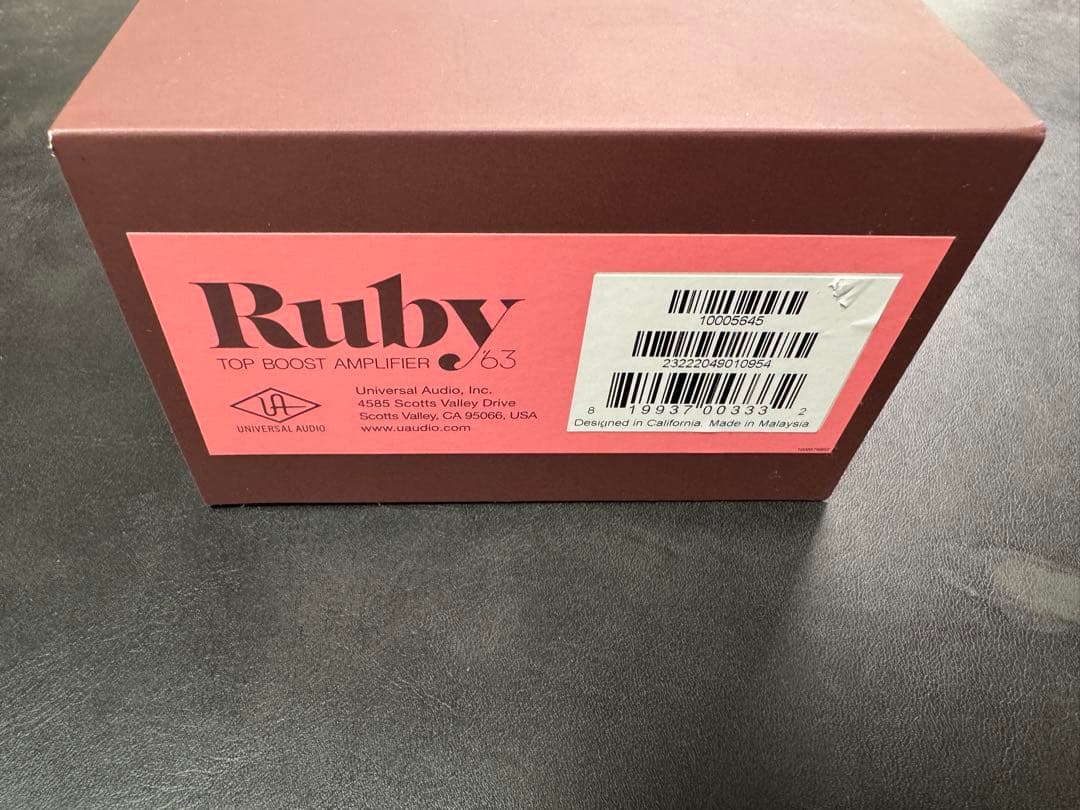 Ruby
TOP BOOST AMPLIFIER '63
UA
UNIVERSAL AUDIO
Universal Audio, Inc.
4585 Scotts Valley Drive
Scotts Valley, CA 95066, USA
www.uaudio.com
10005645
23222049010954
8 19937 00333 2
Designed in California. Made in Malaysia